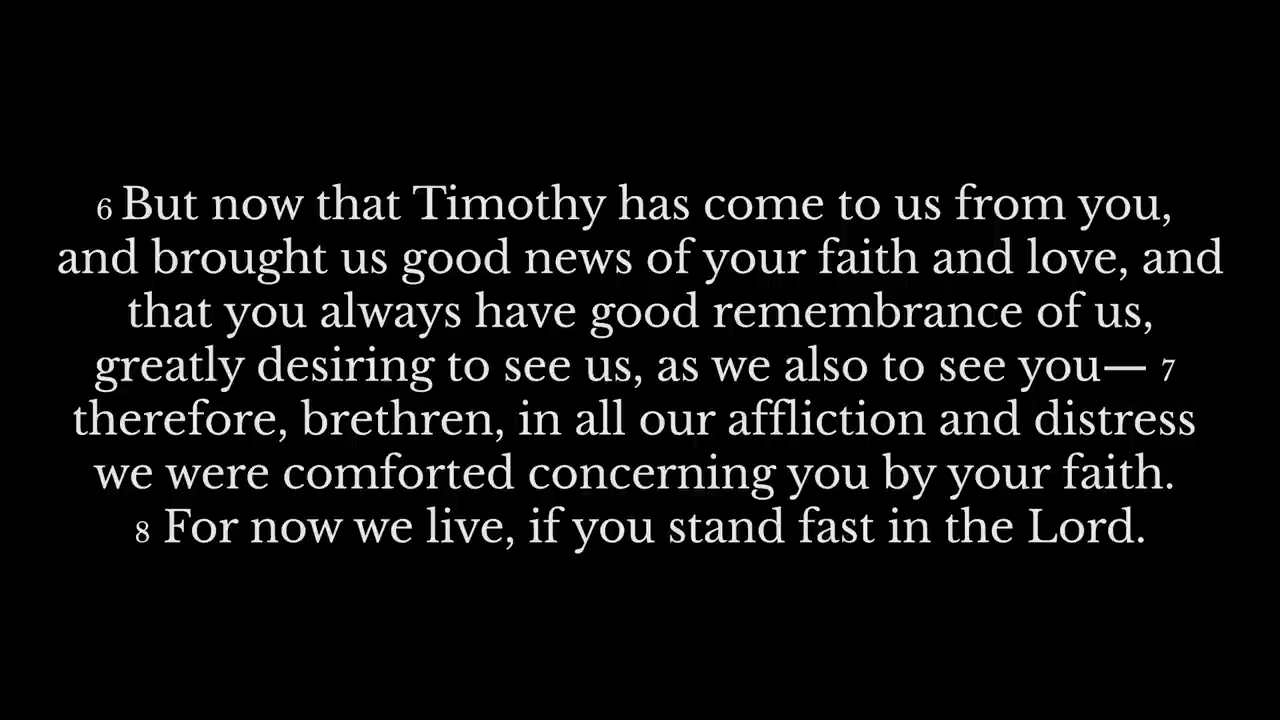 6 But now that Timothy has come to us from you,
and brought us good news of your faith and love, and
that you always have good remembrance of us,
greatly desiring to see us, as we also to see you— 7
therefore, brethren, in all our affliction and distress
we were comforted concerning you by your faith.
8 For now we live, if you stand fast in the Lord.